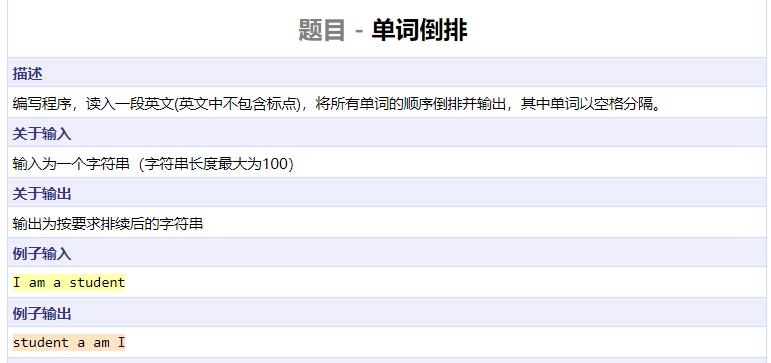 题目 - 单词倒排
描述
编写程序，读入一段英文(英文中不包含标点)，将所有单词的顺序倒排并输出，其中单词以空格分隔。
关于输入
输入为一个字符串（字符串长度最大为100）
关于输出
输出为按要求排续后的字符串
例子输入
I am a student
例子输出
student a am I